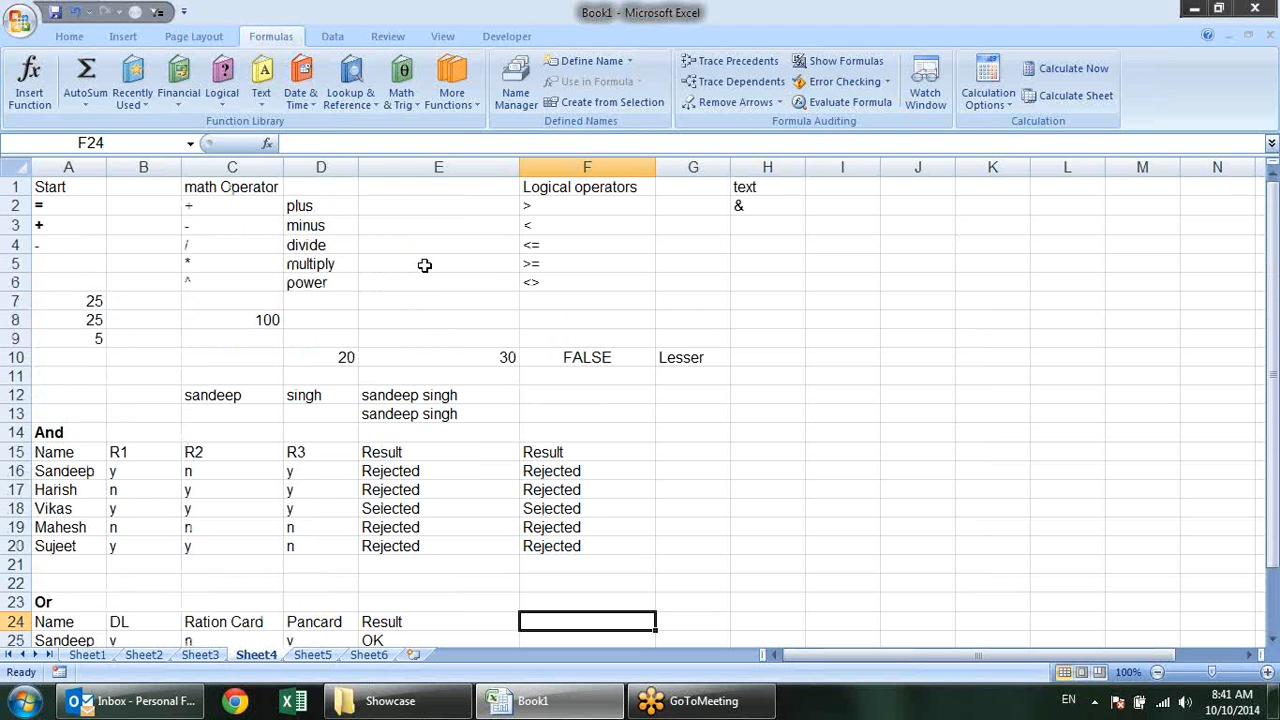 Book1 - Microsoft Excel
Home Insert Page Layout Formulas Data Review View Developer
Insert Function AutoSum Recently Used Financial Logical Text Date & Time Lookup & Reference Math & Trig More Functions
Function Library
Name Manager Define Name Use in Formula Create from Selection
Defined Names
Trace Precedents Trace Dependents Remove Arrows Show Formulas Error Checking Evaluate Formula Watch Window
Formula Auditing
Calculation Options Calculate Now Calculate Sheet
Calculation
F24 fx
A B C D E F G H I J K L M N
1 Start math Operator Logical operators text
2 = + plus > &
3 + - minus <
4 - / divide <=
5 * multiply >=
6 ^ power <>
7 25
8 25 100
9 5
10 20 30 FALSE Lesser
11
12 sandeep singh sandeep singh
13 sandeep singh
14 And
15 Name R1 R2 R3 Result Result
16 Sandeep y n y Rejected Rejected
17 Harish n y y Rejected Rejected
18 Vikas y y y Selected Selected
19 Mahesh n n n Rejected Rejected
20 Sujeet y y n Rejected Rejected
21
22
23 Or
24 Name DL Ration Card Pancard Result
25 Sandeep y n y OK
Sheet1 Sheet2 Sheet3 Sheet4 Sheet5 Sheet6
Ready 100%
Inbox - Personal F... Showcase Book1 GoToMeeting EN 8:41 AM
10/10/2014